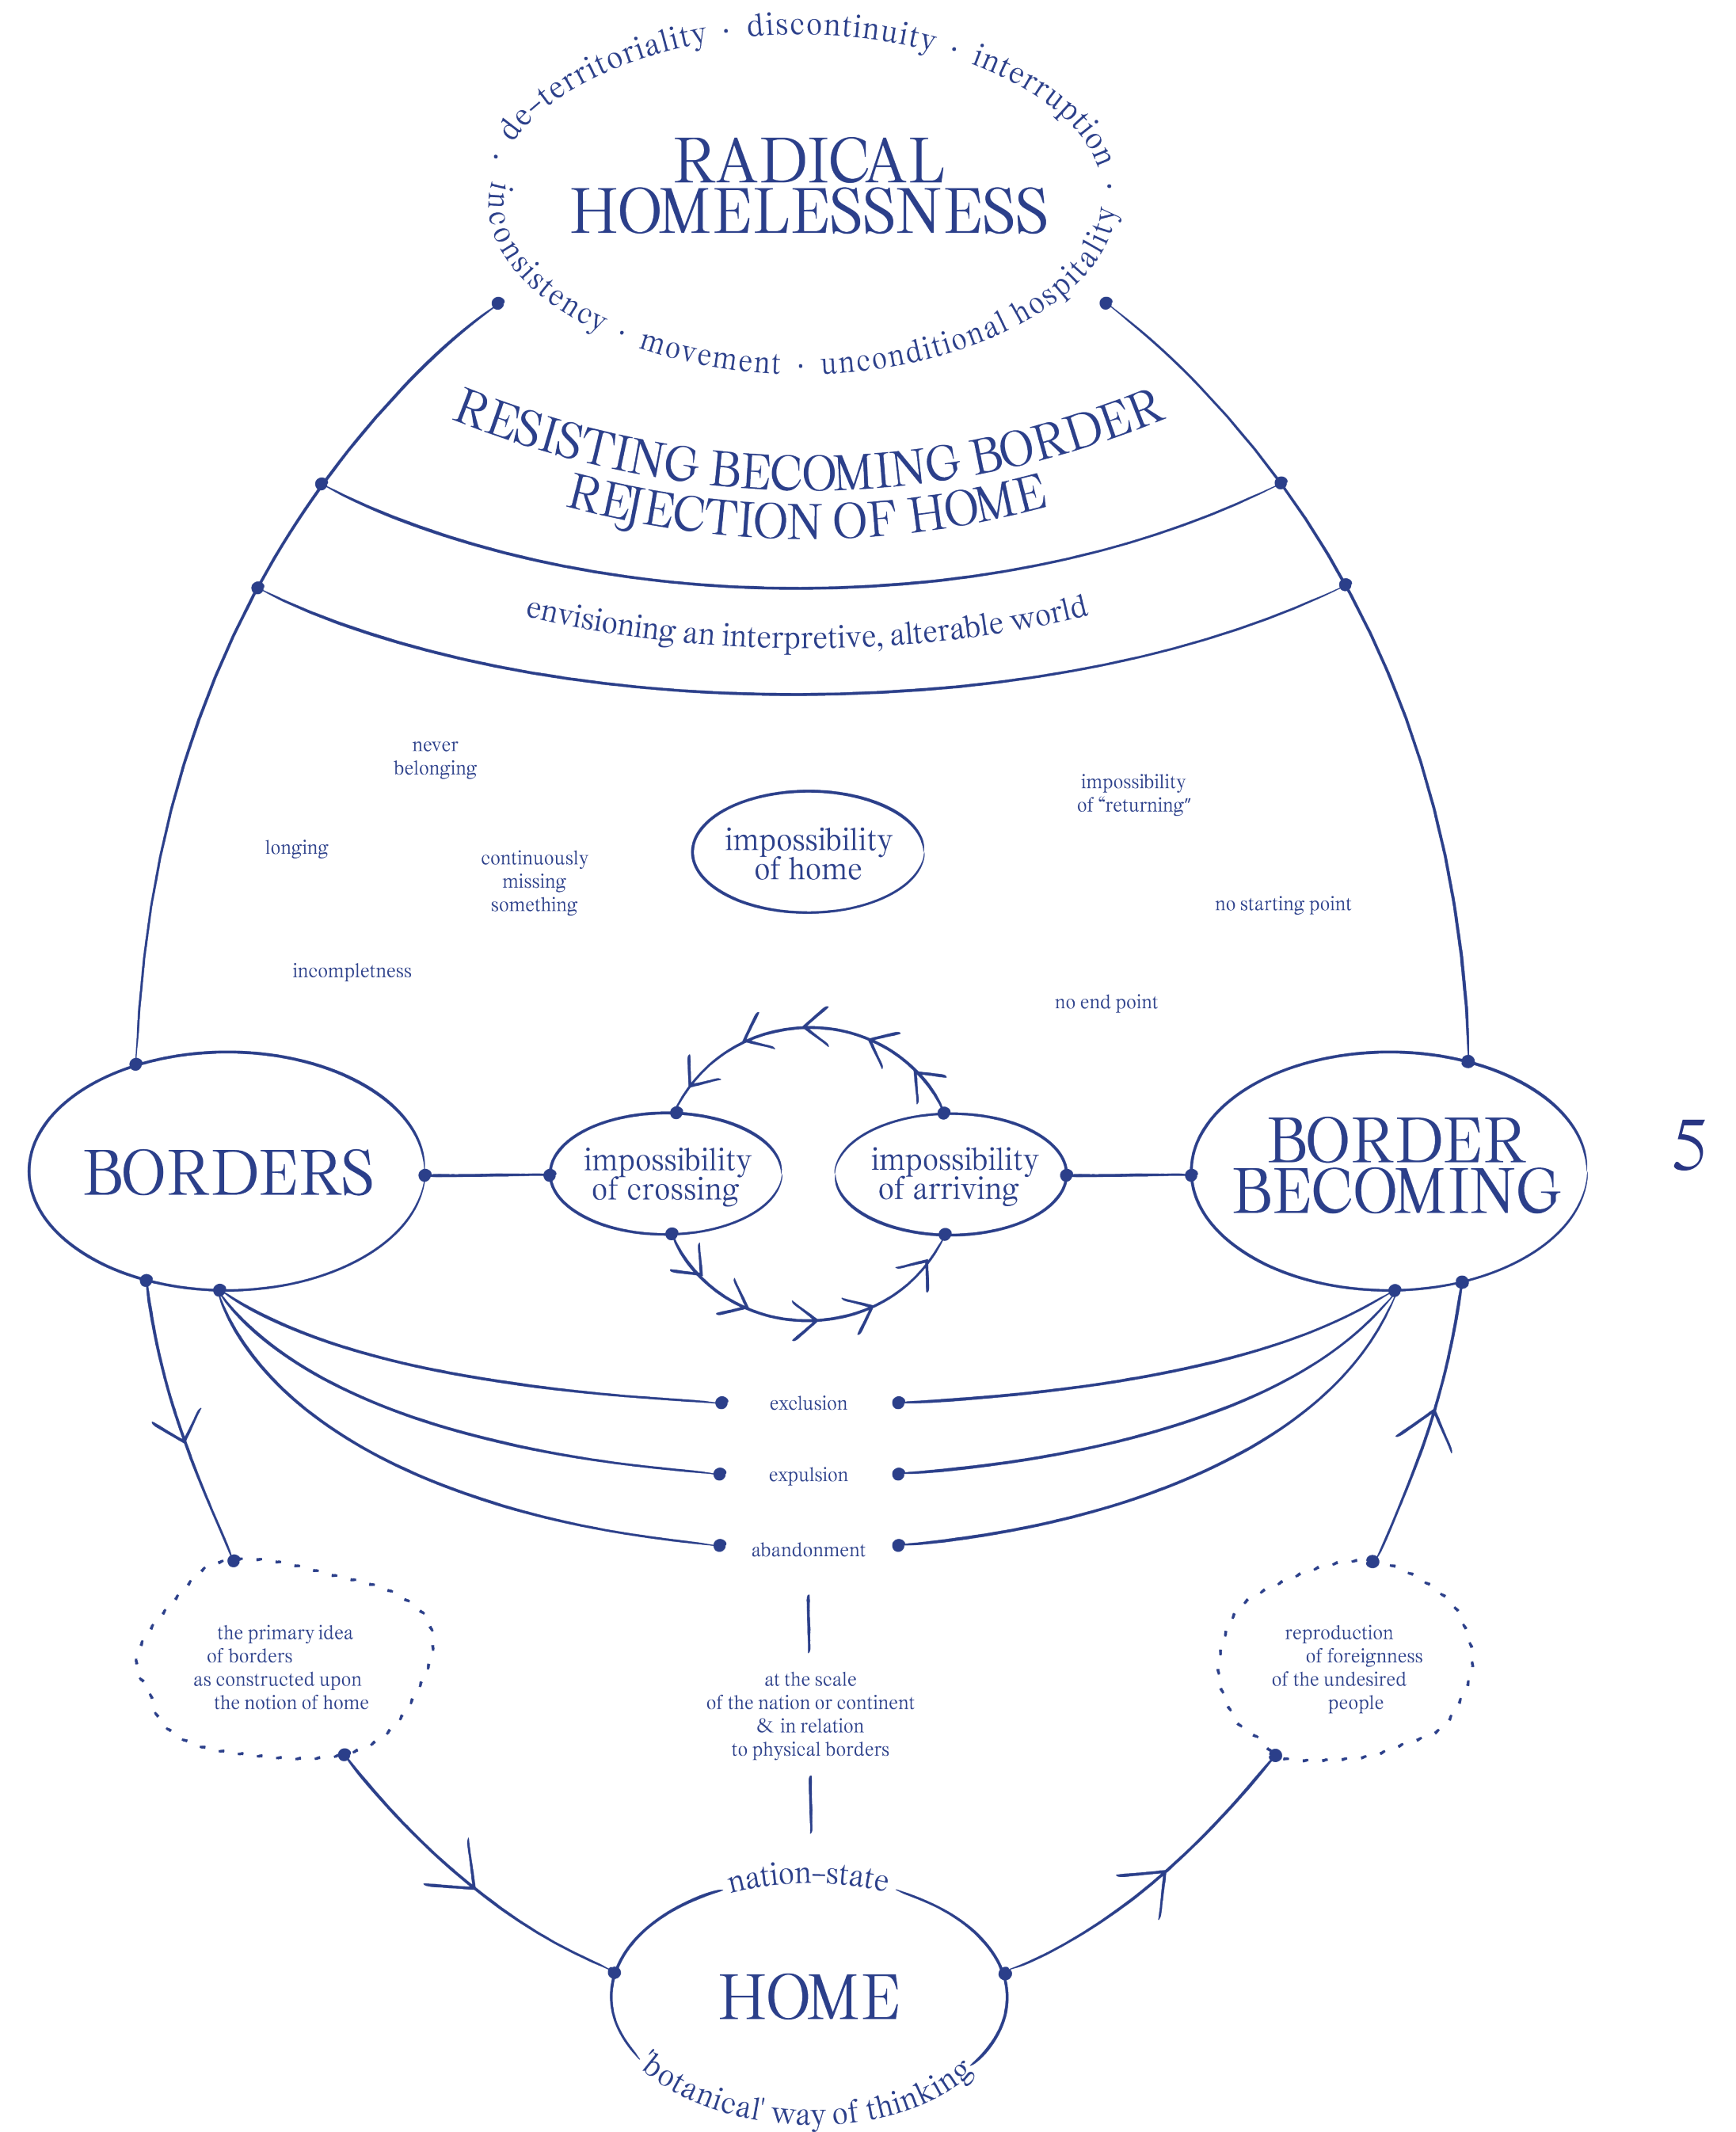 · de-territoriality · discontinuity · interruption ·
RADICAL
HOMELESSNESS
inconsistency · movement · unconditional hospitality
RESISTING BECOMING BORDER
REJECTION OF HOME
envisioning an interpretive, alterable world
never
belonging
longing
continuously
missing
something
incompletness
impossibility
of home
impossibility
of “returning”
no starting point
no end point
BORDERS
impossibility
of crossing
impossibility
of arriving
BORDER
BECOMING
5
exclusion
expulsion
abandonment
the primary idea
of borders
as constructed upon
the notion of home
at the scale
of the nation or continent
& in relation
to physical borders
reproduction
of foreignness
of the undesired
people
nation-state
HOME
'botanical' way of thinking